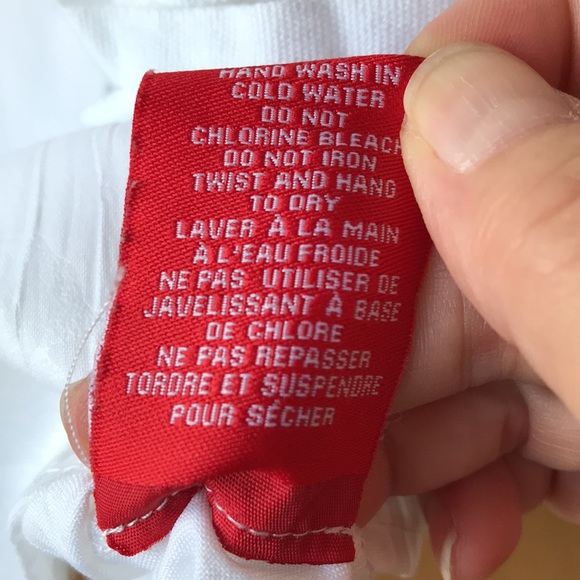 HAND WASH IN
COLD WATER
DO NOT
CHLORINE BLEACH
DO NOT IRON
TWIST AND HANG
TO DRY
LAVER À LA MAIN
À L'EAU FROIDE
NE PAS UTILISER DE
JAVELISSANT À BASE
DE CHLORE
NE PAS REPASSER
TORDRE ET SUSPENDRE
POUR SÉCHER